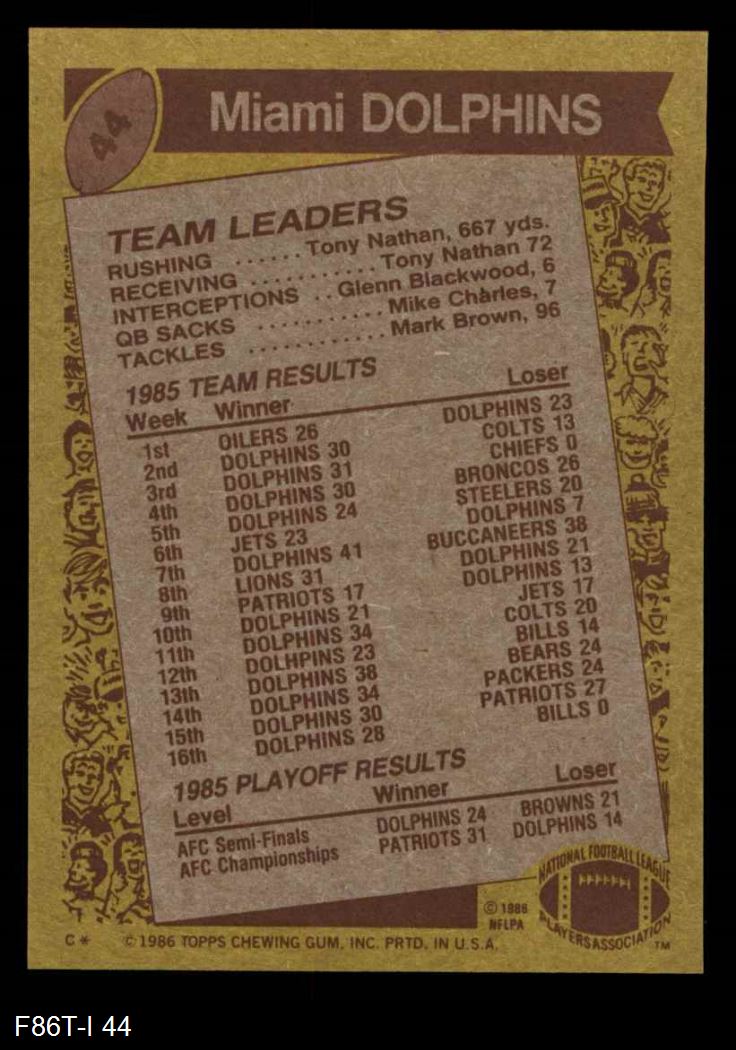 44
Miami DOLPHINS
TEAM LEADERS
RUSHING ...... Tony Nathan, 667 yds.
RECEIVING ........... Tony Nathan 72
INTERCEPTIONS .. Glenn Blackwood, 6
QB SACKS ........... Mike Charles, 7
TACKLES ............ Mark Brown, 96
1985 TEAM RESULTS
Week Winner Loser
1st OILERS 26 DOLPHINS 23
2nd DOLPHINS 30 COLTS 13
3rd DOLPHINS 31 CHIEFS 0
4th DOLPHINS 30 BRONCOS 26
5th DOLPHINS 24 STEELERS 20
6th JETS 23 DOLPHINS 7
7th DOLPHINS 41 BUCCANEERS 38
8th LIONS 31 DOLPHINS 21
9th PATRIOTS 17 DOLPHINS 13
10th DOLPHINS 21 JETS 17
11th DOLPHINS 34 COLTS 20
12th DOLHPINS 23 BILLS 14
13th DOLPHINS 38 BEARS 24
14th DOLPHINS 34 PACKERS 24
15th DOLPHINS 30 PATRIOTS 27
16th DOLPHINS 28 BILLS 0
1985 PLAYOFF RESULTS
Level Winner Loser
AFC Semi-Finals DOLPHINS 24 BROWNS 21
AFC Championships PATRIOTS 31 DOLPHINS 14
© 1986
NFLPA
NATIONAL FOOTBALL LEAGUE
PLAYERS ASSOCIATION
TM
C* © 1986 TOPPS CHEWING GUM, INC. PRTD. IN U.S.A.
F86T-I 44